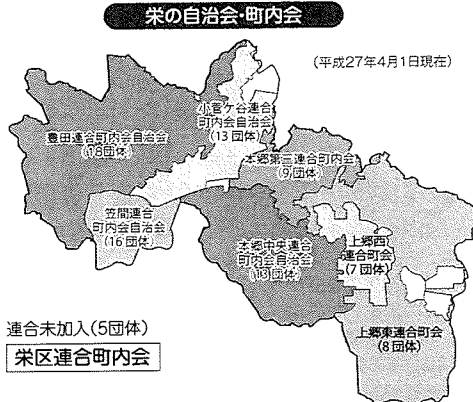 栄の自治会・町内会
(平成27年4月1日現在)
小菅ケ谷連合
町内会自治会
(13団体)
豊田連合町内会自治会
(18団体)
本郷第三連合町内会
(9団体)
笠間連合
町内会自治会
(16団体)
本郷中央連合
町内会自治会
(13団体)
上郷西
連合町会
(7団体)
上郷東連合町会
(8団体)
連合未加入(5団体)
栄区連合町内会